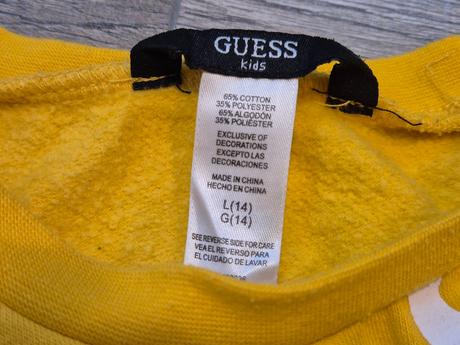 GUESS
kids
65% COTTON
35% POLYESTER
65% ALGODÓN
35% POLIÉSTER
EXCLUSIVE OF
DECORATIONS
EXCEPTO LAS
DECORACIONES
MADE IN CHINA
HECHO EN CHINA
L(14)
G(14)
SEE REVERSE SIDE FOR CARE
VEA EL REVERSO PARA
EL CUIDADO DE LAVAR